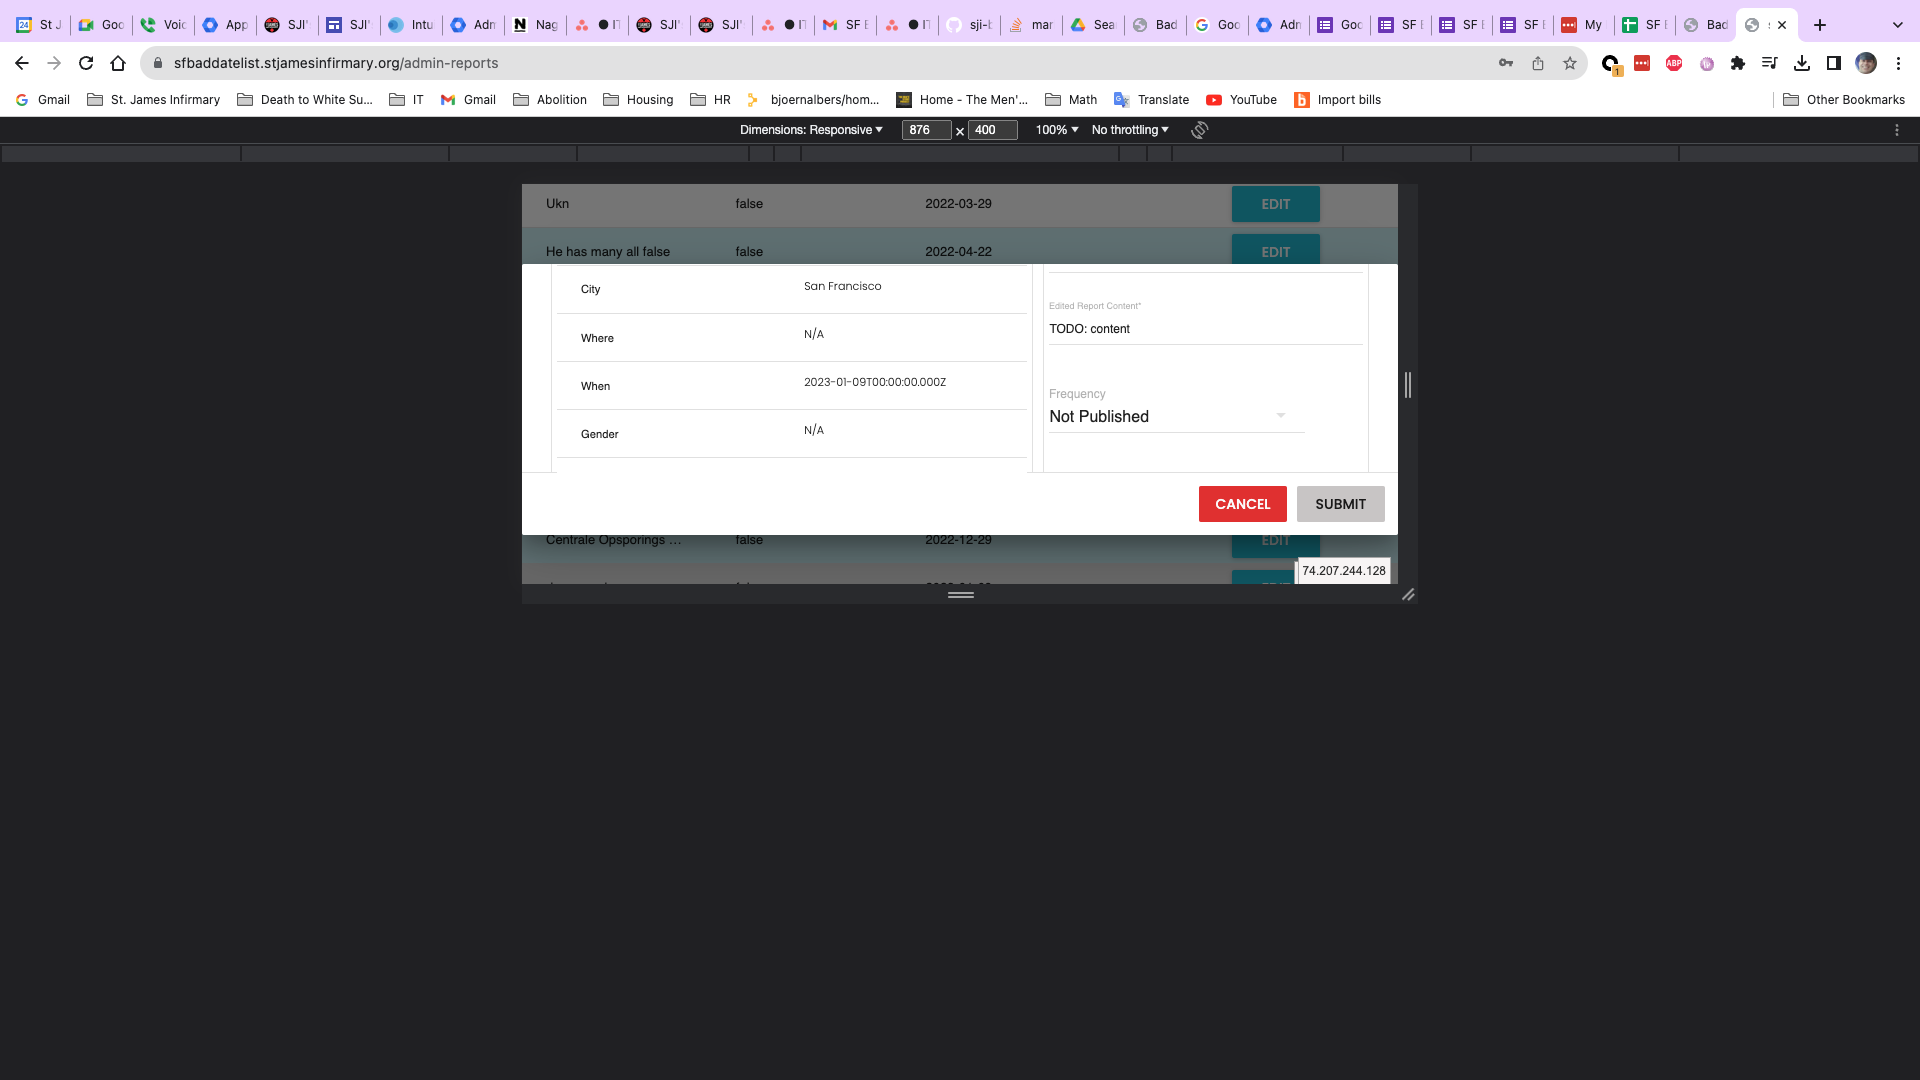 St J
Goo
Voic
App
SJI'
SJI'
Intu
Adm
Nag
IT
SJI'
SJI'
IT
SF E
IT
sji-b
mar
Sea
Bad
Goo
Adm
Goo
SF E
SF E
SF E
My
SF E
Bad
sfbaddatelist.stjamesinfirmary.org/admin-reports
Gmail
St. James Infirmary
Death to White Su...
IT
Gmail
Abolition
Housing
HR
bjoernalbers/hom...
Home - The Men'...
Math
Translate
YouTube
Import bills
Other Bookmarks
Dimensions: Responsive
876
×
400
100%
No throttling
Ukn false 2022-03-29 EDIT
He has many all false false 2022-04-22 EDIT
City San Francisco
Where N/A
When 2023-01-09T00:00:00.000Z
Gender N/A
Edited Report Content*
TODO: content
Frequency
Not Published
CANCEL
SUBMIT
Centrale Opsporings ... false 2022-12-29 EDIT
74.207.244.128